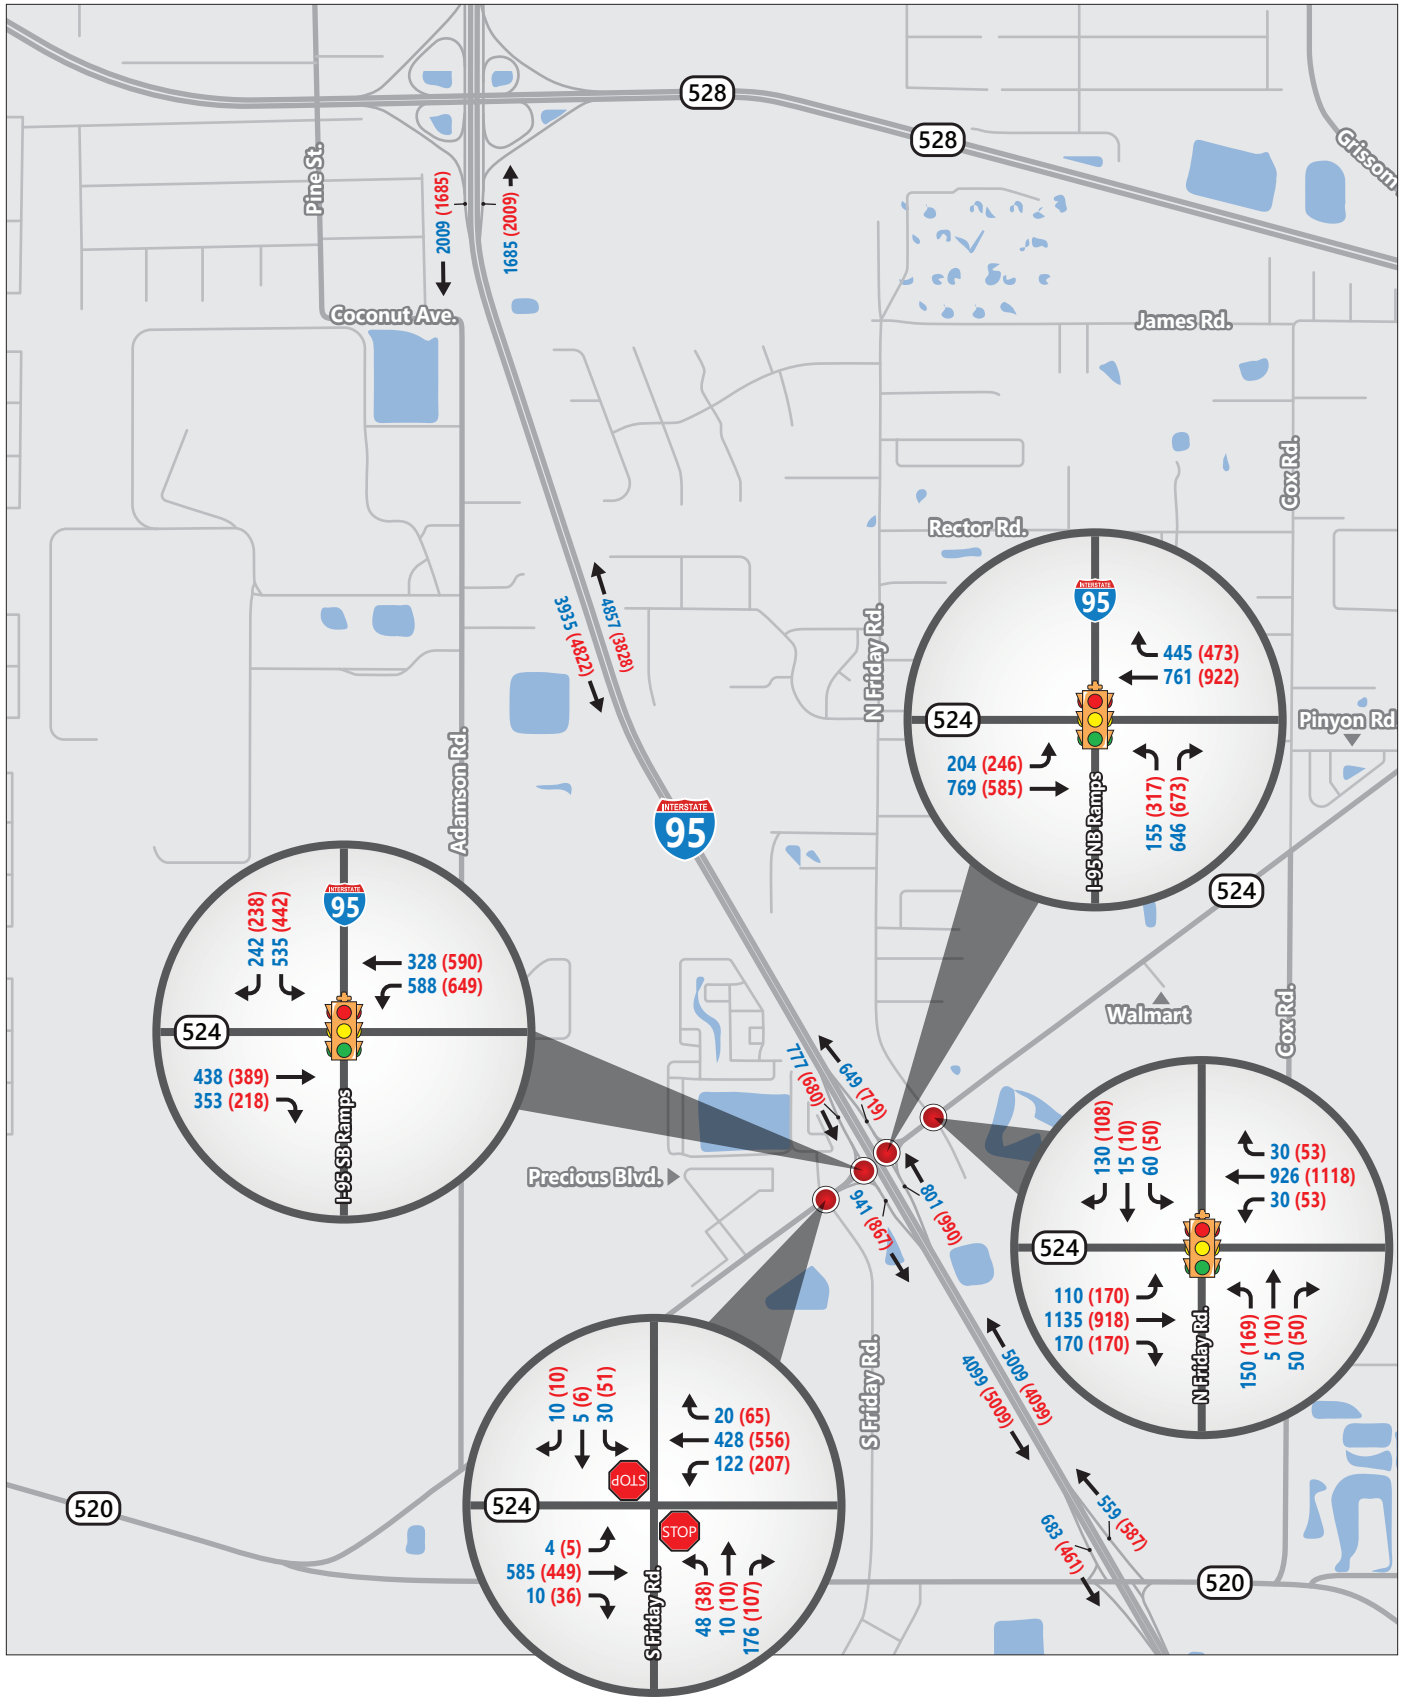 528
528
Grissom
Pine St.
2009 (1685)
1685 (2009)
Coconut Ave.
James Rd.
Cox Rd.
Rector Rd.
3935 (4822)
4857 (3828)
N Friday Rd.
INTERSTATE
95
445 (473)
761 (922)
524
204 (246)
769 (585)
155 (317)
646 (673)
I-95 NB Ramps
Pinyon Rd
Adamson Rd.
INTERSTATE
95
524
INTERSTATE
95
242 (238)
535 (442)
328 (590)
588 (649)
524
438 (389)
353 (218)
I-95 SB Ramps
Walmart
Cox Rd.
777 (680)
649 (719)
Precious Blvd.
941 (867)
801 (990)
130 (108)
15 (10)
60 (50)
30 (53)
926 (1118)
30 (53)
524
110 (170)
1135 (918)
170 (170)
150 (169)
5 (10)
50 (50)
N Friday Rd.
S Friday Rd.
4099 (5009)
5009 (4099)
10 (10)
5 (6)
30 (51)
20 (65)
428 (556)
122 (207)
STOP
524
STOP
4 (5)
585 (449)
10 (36)
48 (38)
10 (10)
176 (107)
S Friday Rd.
520
683 (461)
559 (587)
520